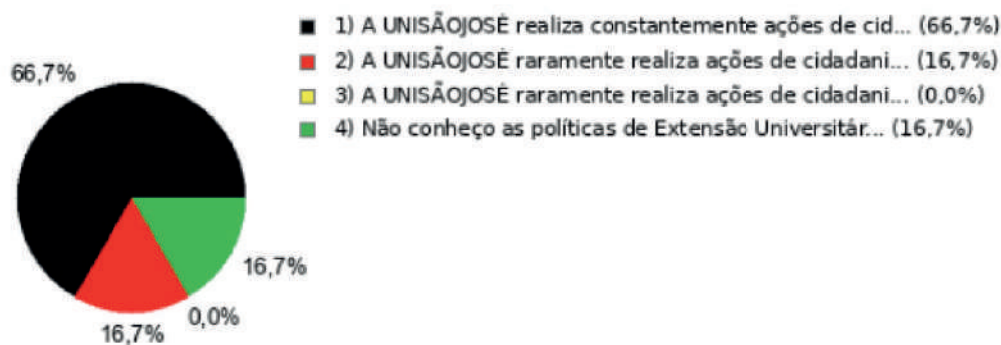 1) A UNISÃOJOSÉ realiza constantemente ações de cid... (66,7%)
2) A UNISÃOJOSÉ raramente realiza ações de cidadani... (16,7%)
3) A UNISÃOJOSÉ raramente realiza ações de cidadani... (0,0%)
4) Não conheço as políticas de Extensão Universitár... (16,7%)
66,7%
16,7%
0,0%
16,7%